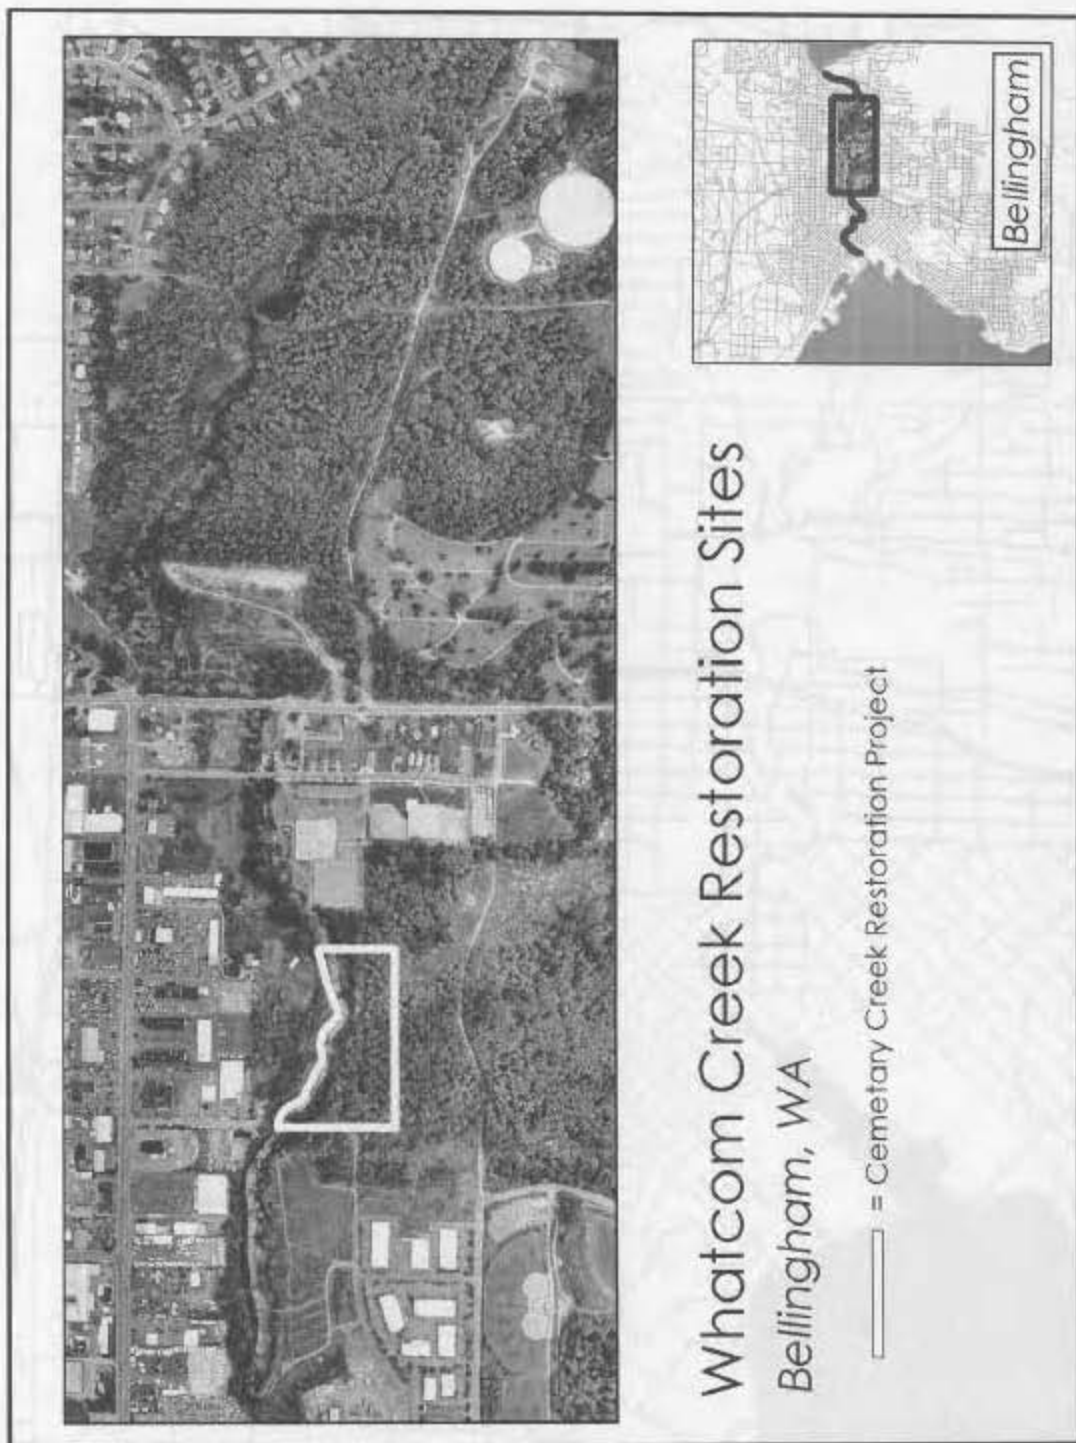 Whatcom Creek Restoration Sites
Bellingham, WA
= Cemetary Creek Restoration Project
Bellingham